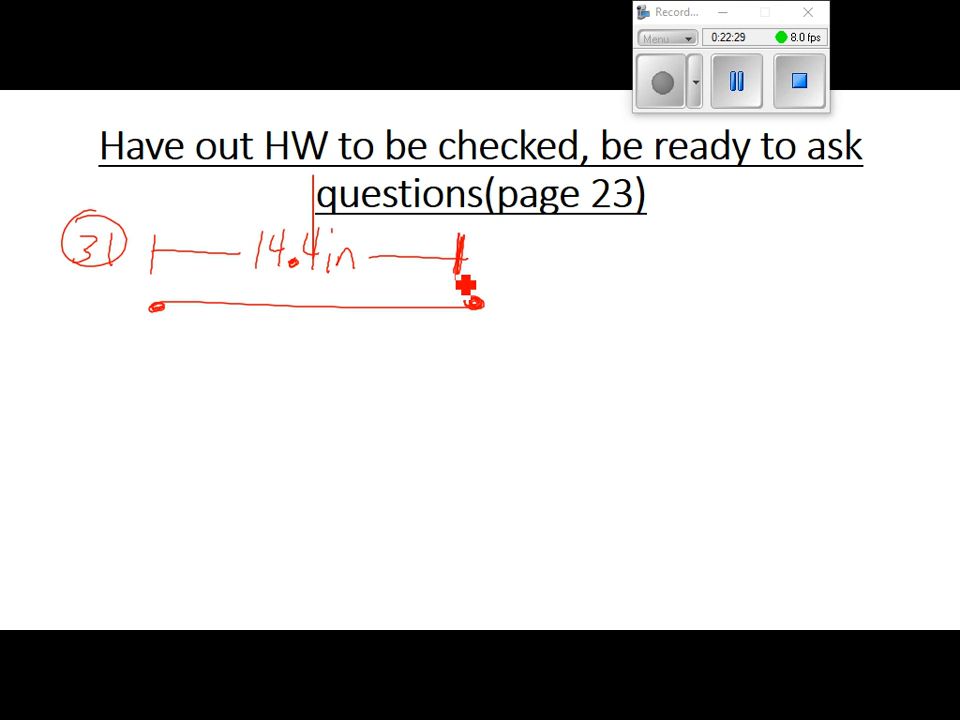 Record...
Menu
0:22:29
8.0 fps
Have out HW to be checked, be ready to ask
questions(page 23)
31
14.4in